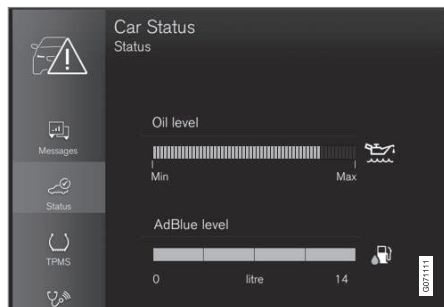 Car Status
Status
Messages
Status
TPMS
Oil level
Min Max
AdBlue level
0 litre 14
G071111